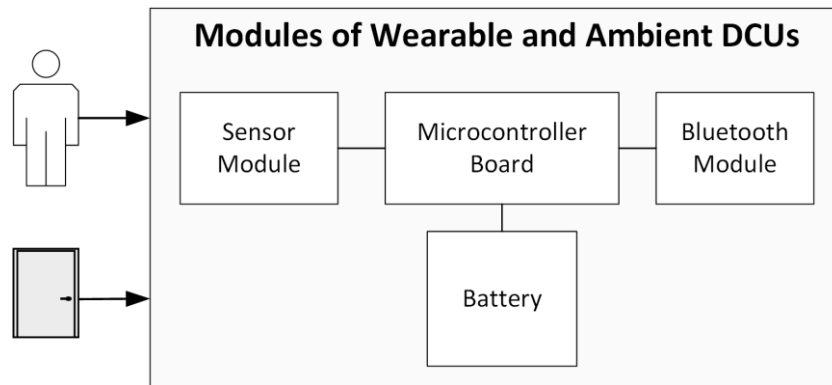 Modules of Wearable and Ambient DCUs
Sensor
Module
Microcontroller
Board
Bluetooth
Module
Battery